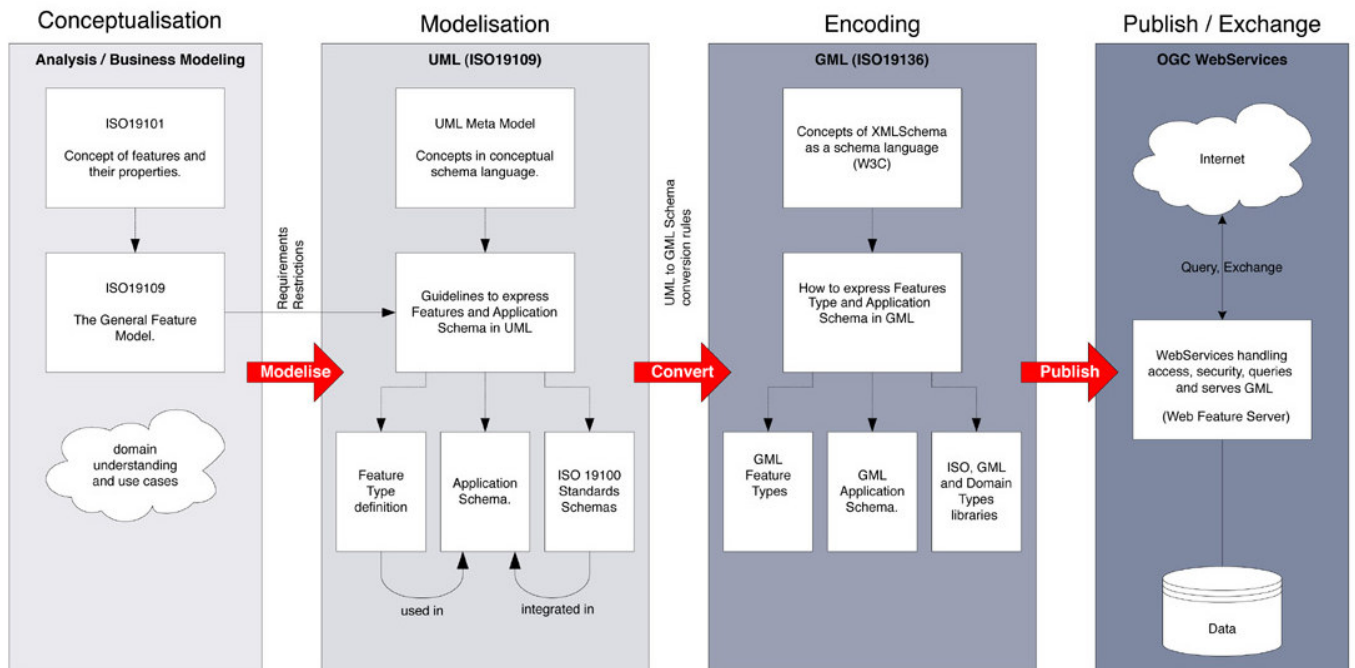 Conceptualisation
Analysis / Business Modeling
ISO19101
Concept of features and
their properties.
ISO19109
The General Feature
Model.
domain
understanding
and use cases
Requirements
Restrictions
Modelise
Modelisation
UML (ISO19109)
UML Meta Model
Concepts in conceptual
schema language.
Guidelines to express
Features and Application
Schema in UML
Feature
Type
definition
Application
Schema.
ISO 19100
Standards
Schemas
used in
integrated in
UML to GML Schema
conversion rules
Convert
Encoding
GML (ISO19136)
Concepts of XMLSchema
as a schema language
(W3C)
How to express Features
Type and Application
Schema in GML
GML
Feature
Types
GML
Application
Schema.
ISO, GML
and Domain
Types
libraries
Publish
Publish / Exchange
OGC WebServices
Internet
Query, Exchange
WebServices handling
access, security, queries
and serves GML
(Web Feature Server)
Data